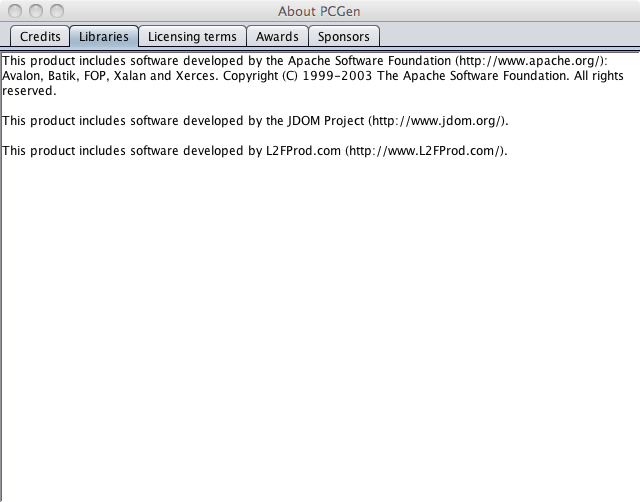 About PCGen
Credits
Libraries
Licensing terms
Awards
Sponsors
This product includes software developed by the Apache Software Foundation (http://www.apache.org/):
Avalon, Batik, FOP, Xalan and Xerces. Copyright (C) 1999-2003 The Apache Software Foundation. All rights
reserved.
This product includes software developed by the JDOM Project (http://www.jdom.org/).
This product includes software developed by L2FProd.com (http://www.L2FProd.com/).